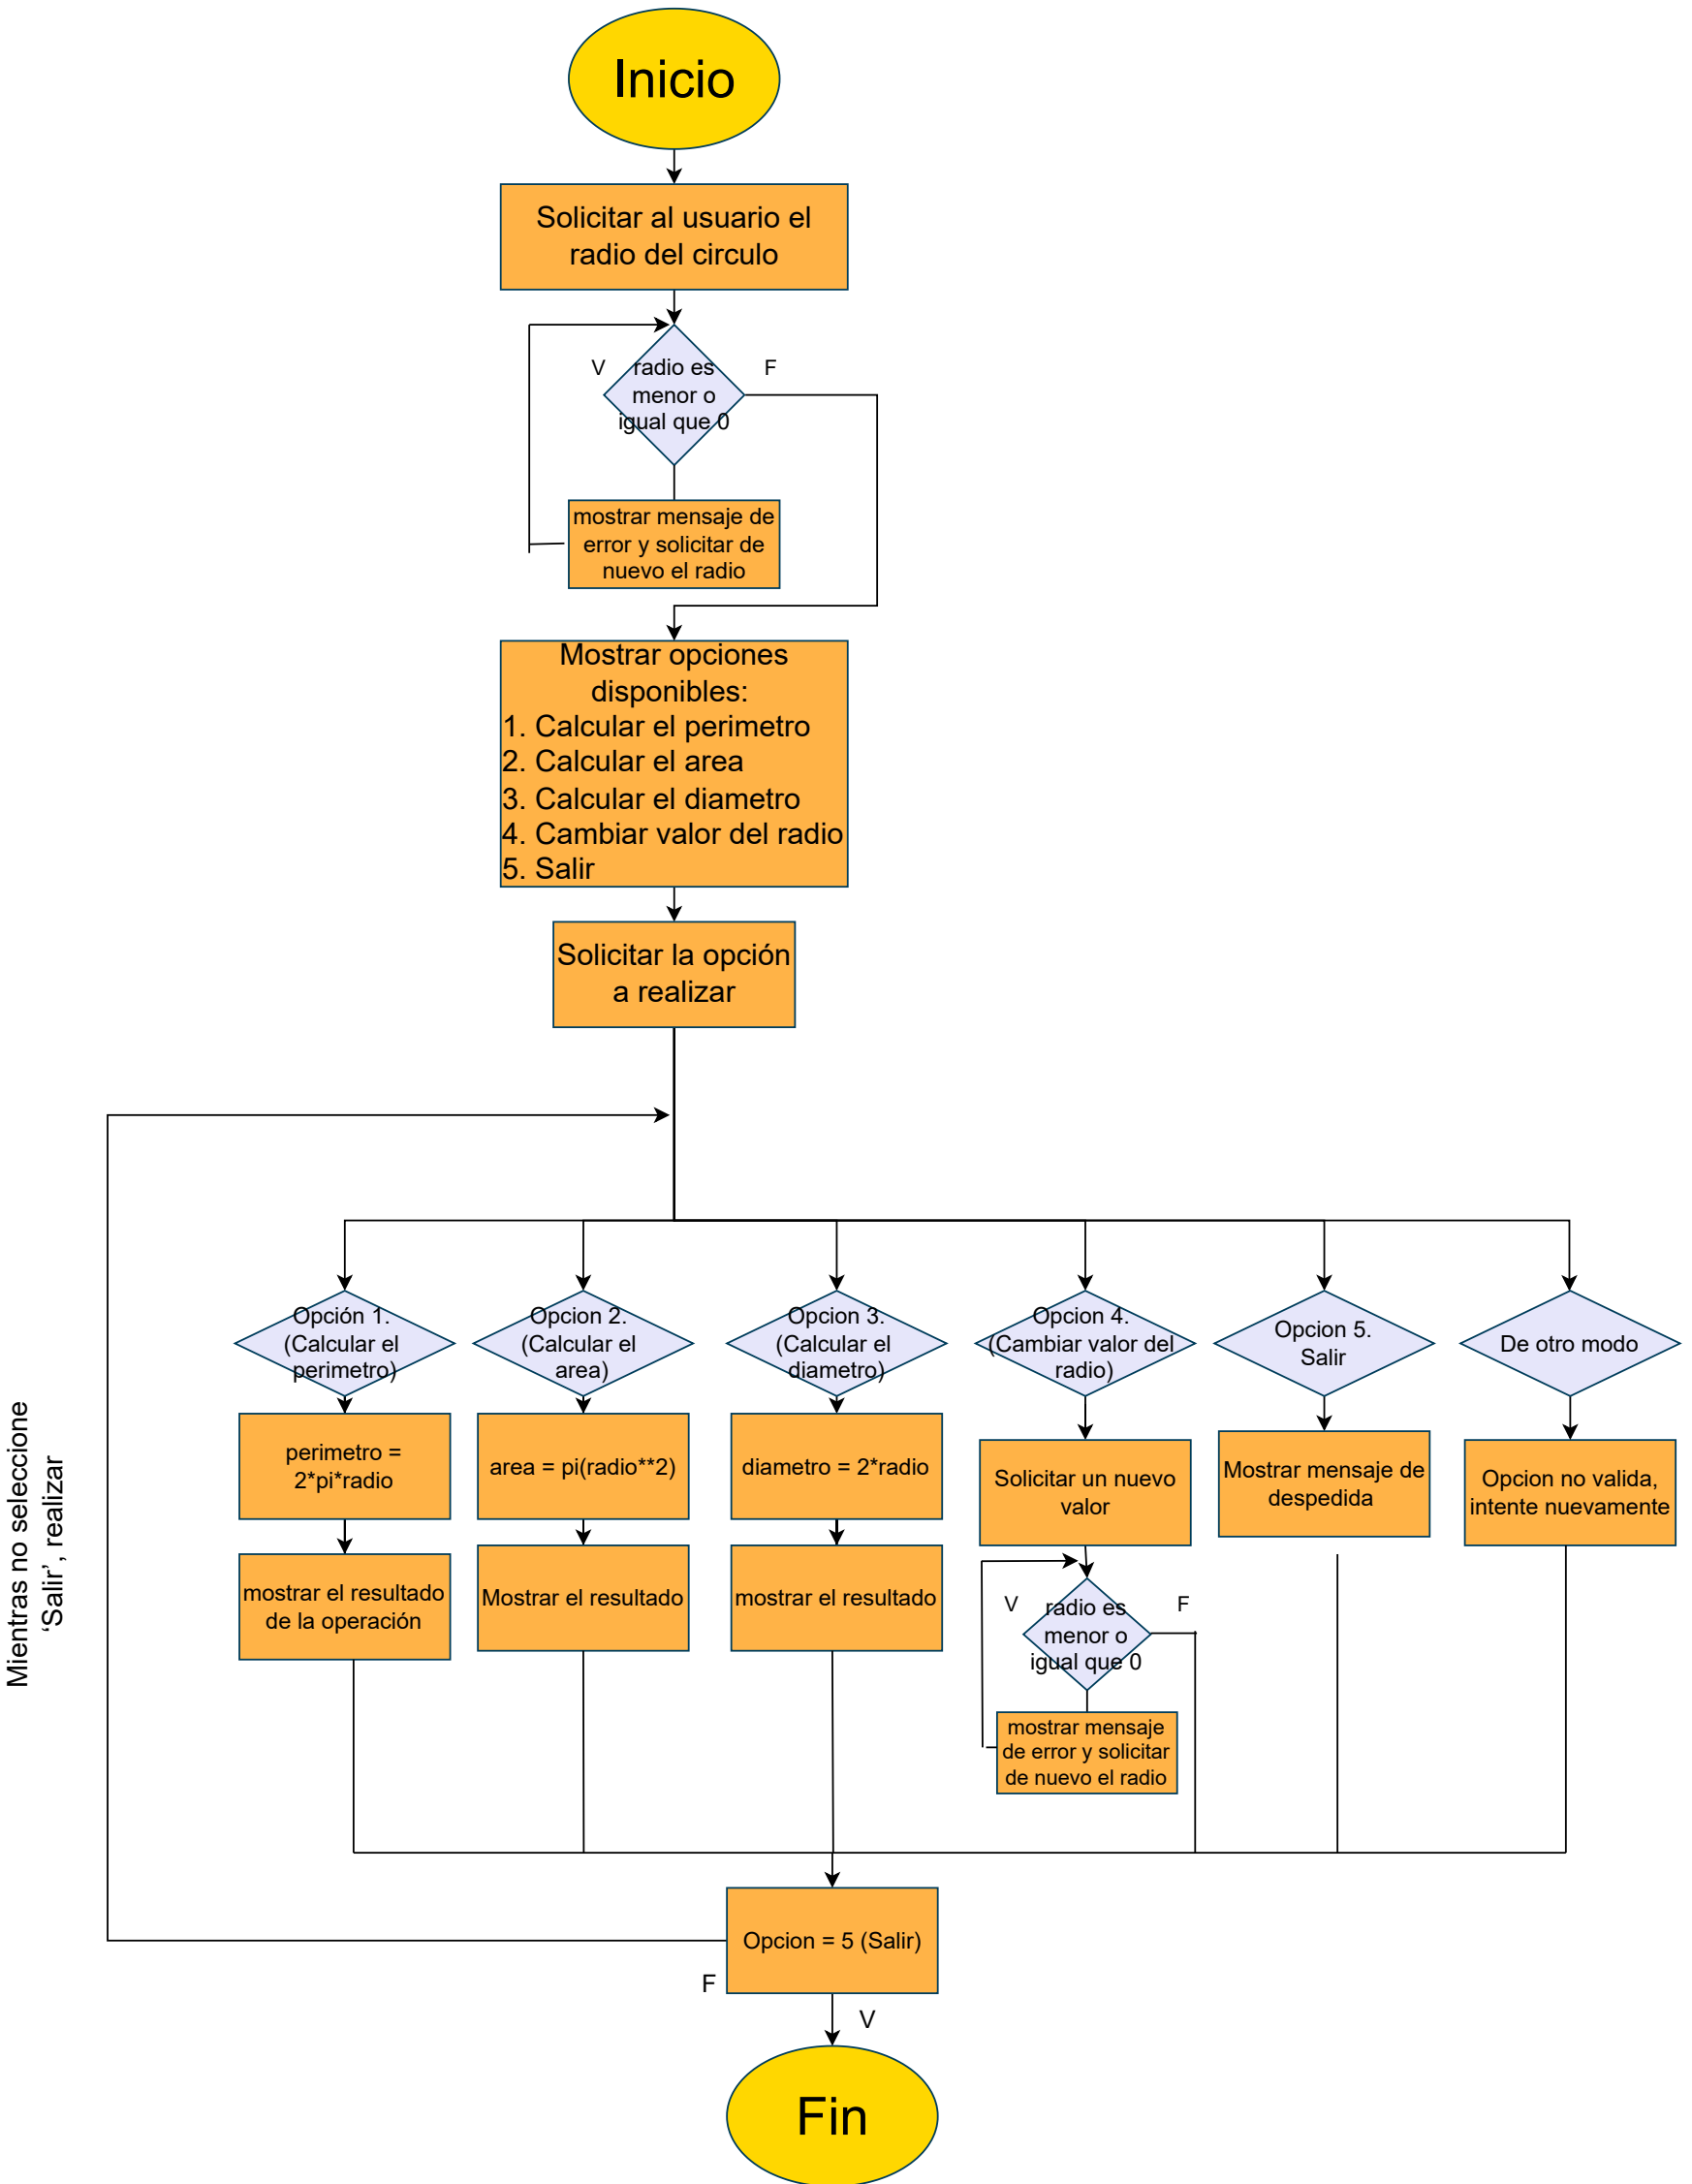 Inicio
Solicitar al usuario el
radio del circulo
V
F
radio es
menor o
igual que 0
mostrar mensaje de
error y solicitar de
nuevo el radio
Mostrar opciones
disponibles:
1. Calcular el perimetro
2. Calcular el area
3. Calcular el diametro
4. Cambiar valor del radio
5. Salir
Solicitar la opción
a realizar
Mientras no seleccione
‘Salir’, realizar
Opción 1.
(Calcular el
perimetro)
perimetro =
2*pi*radio
mostrar el resultado
de la operación
Opcion 2.
(Calcular el
area)
area = pi(radio**2)
Mostrar el resultado
Opcion 3.
(Calcular el
diametro)
diametro = 2*radio
mostrar el resultado
Opcion 4.
(Cambiar valor del
radio)
Solicitar un nuevo
valor
V
F
radio es
menor o
igual que 0
mostrar mensaje
de error y solicitar
de nuevo el radio
Opcion 5.
Salir
Mostrar mensaje de
despedida
De otro modo
Opcion no valida,
intente nuevamente
Opcion = 5 (Salir)
F
V
Fin